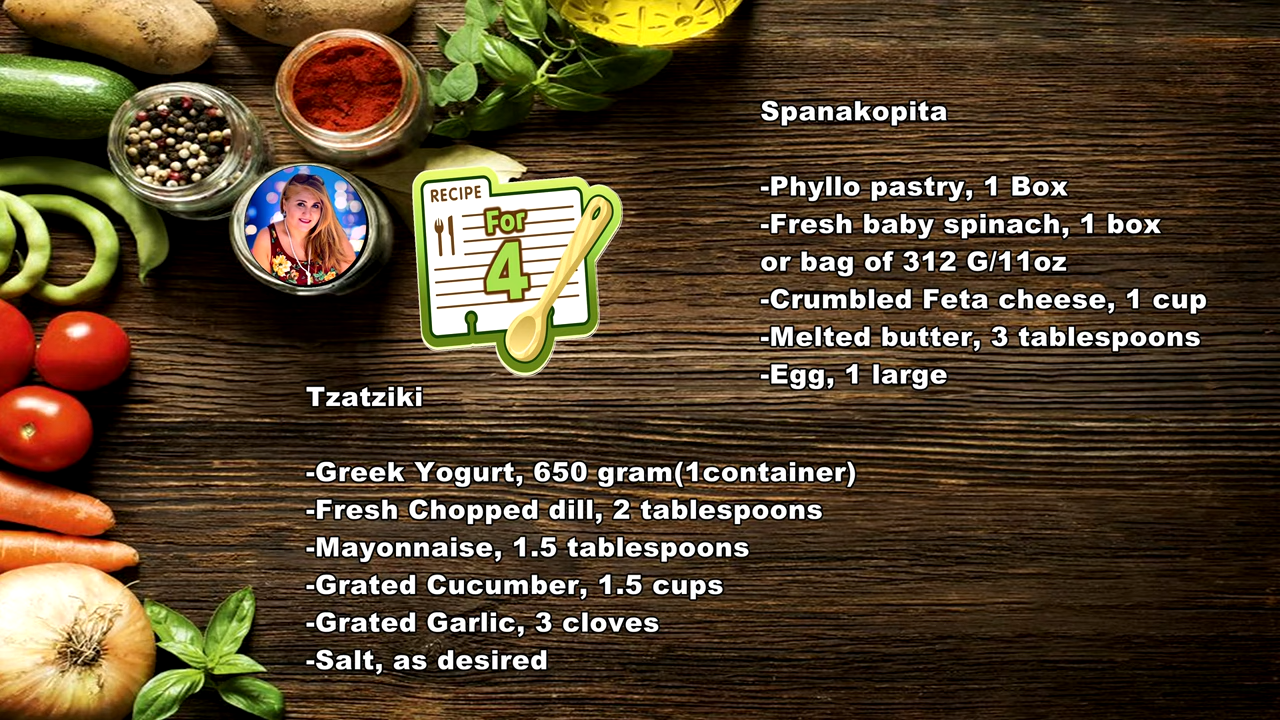 RECIPE
For
4
Spanakopita
-Phyllo pastry, 1 Box
-Fresh baby spinach, 1 box
or bag of 312 G/11oz
-Crumbled Feta cheese, 1 cup
-Melted butter, 3 tablespoons
-Egg, 1 large
Tzatziki
-Greek Yogurt, 650 gram(1container)
-Fresh Chopped dill, 2 tablespoons
-Mayonnaise, 1.5 tablespoons
-Grated Cucumber, 1.5 cups
-Grated Garlic, 3 cloves
-Salt, as desired